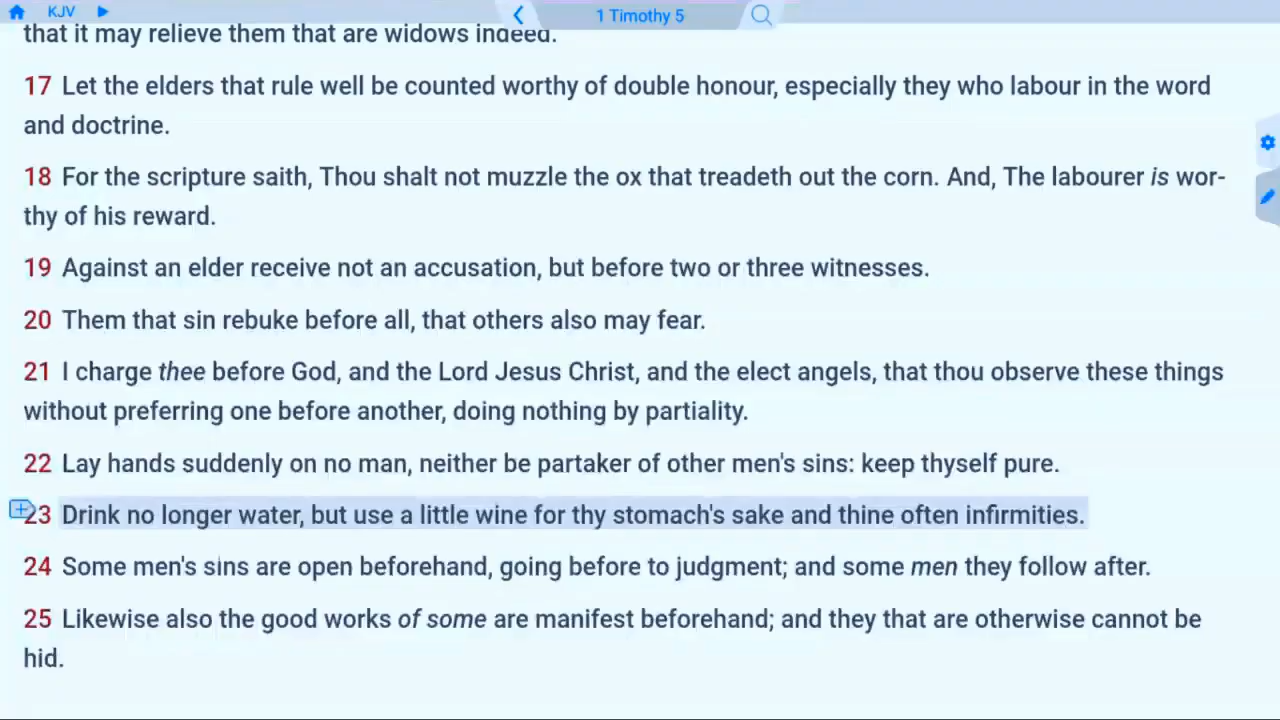 KJV
1 Timothy 5
that it may relieve them that are widows indeed.
17 Let the elders that rule well be counted worthy of double honour, especially they who labour in the word
and doctrine.
18 For the scripture saith, Thou shalt not muzzle the ox that treadeth out the corn. And, The labourer is wor-
thy of his reward.
19 Against an elder receive not an accusation, but before two or three witnesses.
20 Them that sin rebuke before all, that others also may fear.
21 I charge thee before God, and the Lord Jesus Christ, and the elect angels, that thou observe these things
without preferring one before another, doing nothing by partiality.
22 Lay hands suddenly on no man, neither be partaker of other men's sins: keep thyself pure.
23 Drink no longer water, but use a little wine for thy stomach's sake and thine often infirmities.
24 Some men's sins are open beforehand, going before to judgment; and some men they follow after.
25 Likewise also the good works of some are manifest beforehand; and they that are otherwise cannot be
hid.